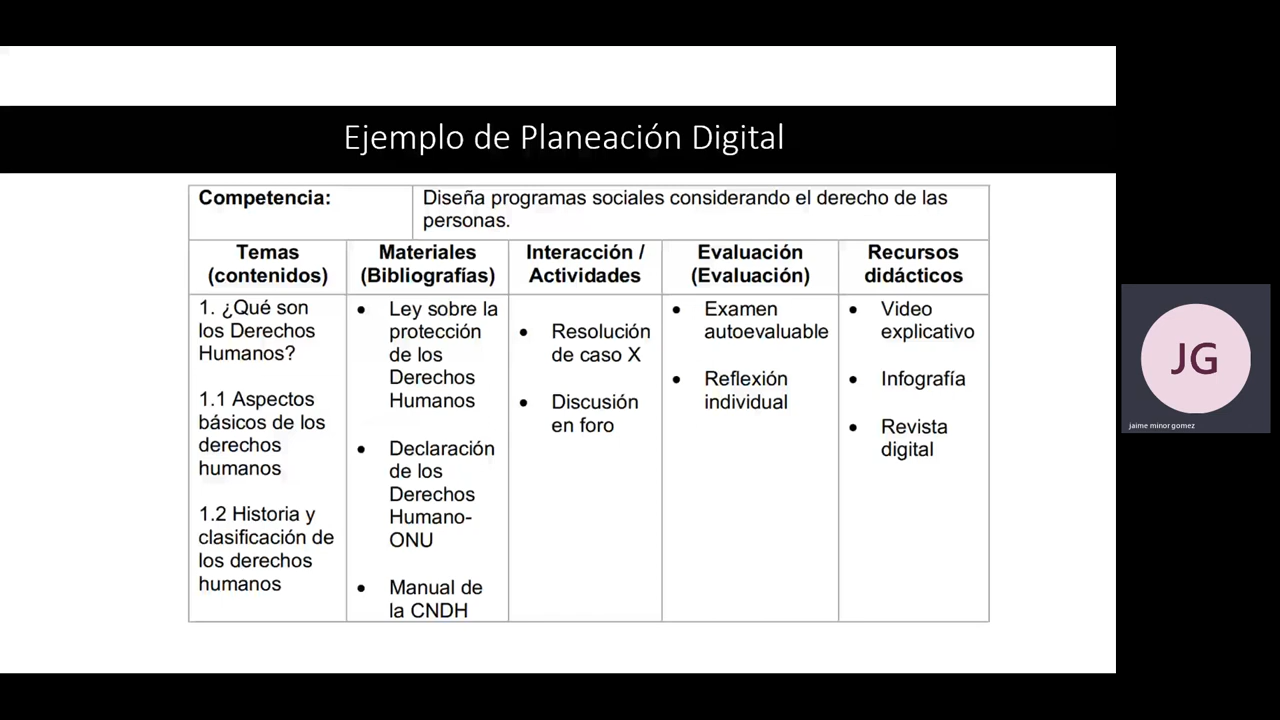 Ejemplo de Planeación Digital
Competencia:
Diseña programas sociales considerando el derecho de las
personas.
Temas
(contenidos)
Materiales
(Bibliografías)
Interacción /
Actividades
Evaluación
(Evaluación)
Recursos
didácticos
1. ¿Qué son
los Derechos
Humanos?
1.1 Aspectos
básicos de los
derechos
humanos
1.2 Historia y
clasificación de
los derechos
humanos
• Ley sobre la
protección
de los
Derechos
Humanos
• Declaración
de los
Derechos
Humano-
ONU
• Manual de
la CNDH
• Resolución
de caso X
• Discusión
en foro
• Examen
autoevaluable
• Reflexión
individual
• Video
explicativo
• Infografía
• Revista
digital
JG
jaime minor gomez